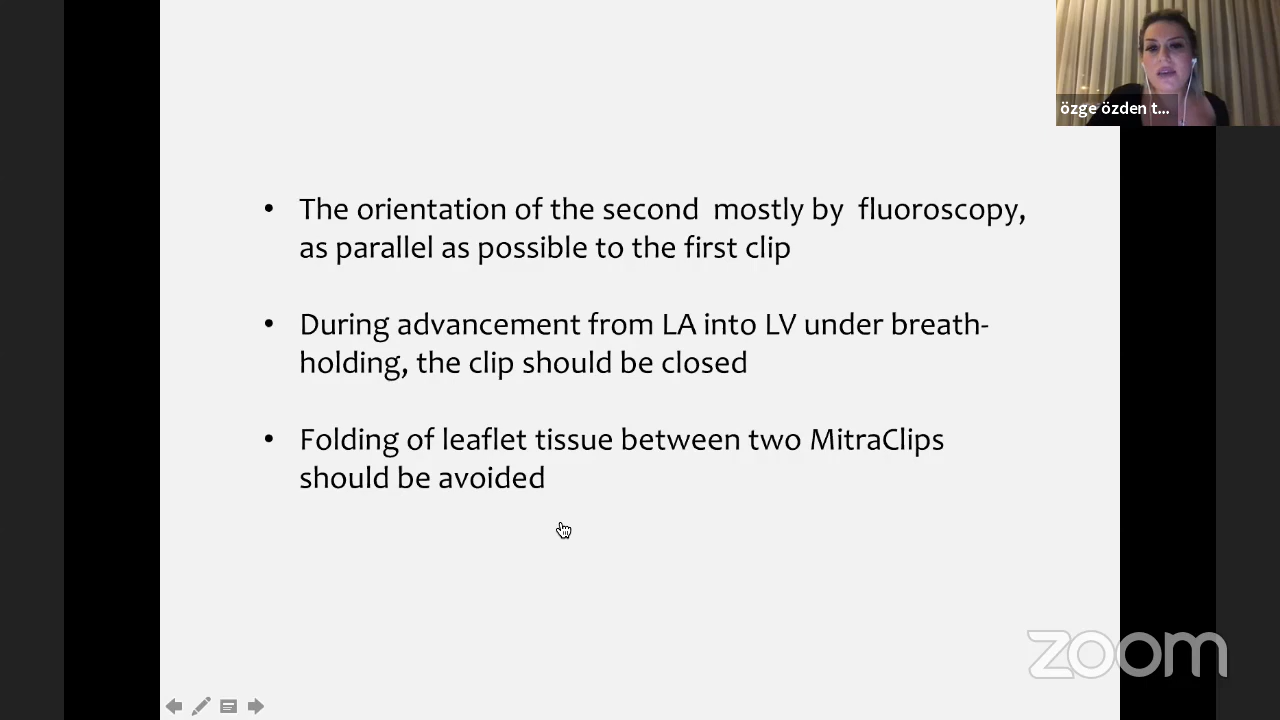 özge özden t...
• The orientation of the second mostly by fluoroscopy,
as parallel as possible to the first clip
• During advancement from LA into LV under breath-
holding, the clip should be closed
• Folding of leaflet tissue between two MitraClips
should be avoided
zoom